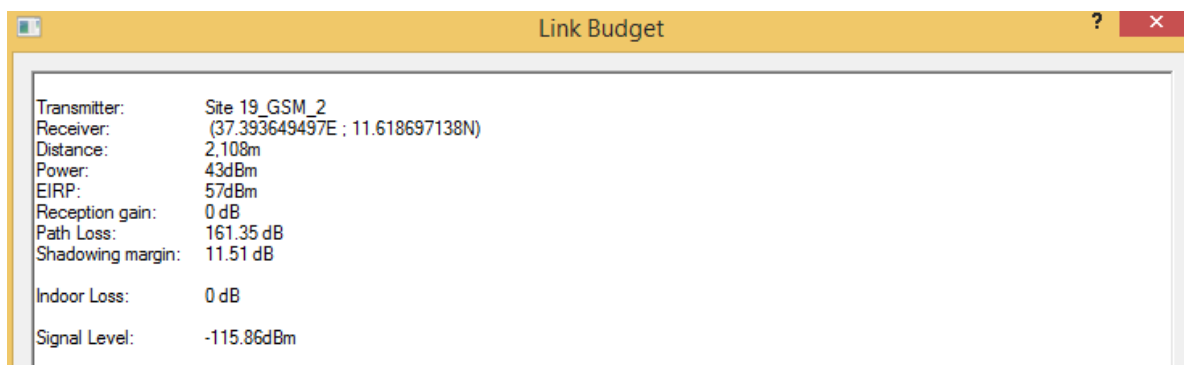 Link Budget
? ×
Transmitter: Site 19_GSM_2
Receiver: (37.393649497E ; 11.618697138N)
Distance: 2,108m
Power: 43dBm
EIRP: 57dBm
Reception gain: 0 dB
Path Loss: 161.35 dB
Shadowing margin: 11.51 dB
Indoor Loss: 0 dB
Signal Level: -115.86dBm